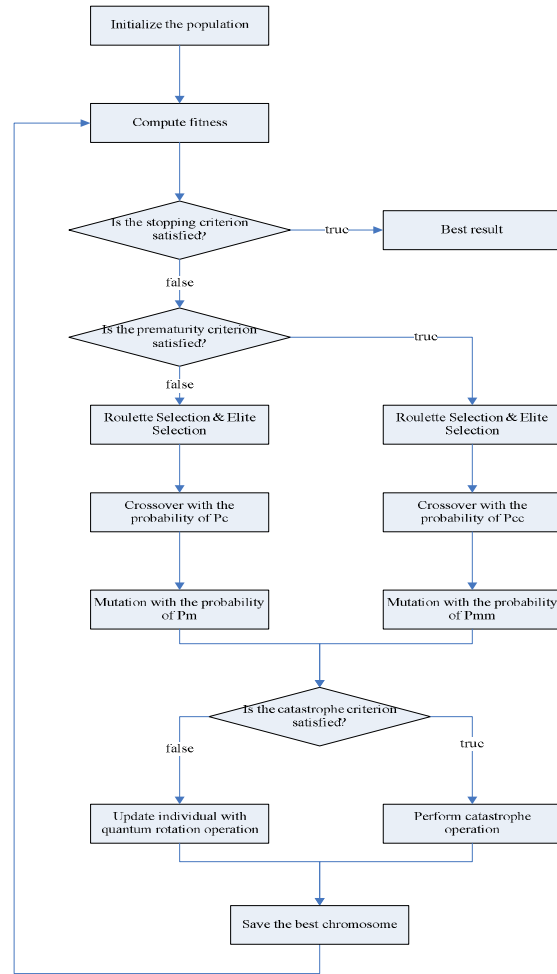 Initialize the population
Compute fitness
Is the stopping criterion
satisfied?
true
Best result
false
Is the prematurity criterion
satisfied?
true
false
Roulette Selection & Elite
Selection
Roulette Selection & Elite
Selection
Crossover with the
probability of Pc
Crossover with the
probability of Pcc
Mutation with the probability
of Pm
Mutation with the probability
of Pmm
Is the catastrophe criterion
satisfied?
false
true
Update individual with
quantum rotation operation
Perform catastrophe
operation
Save the best chromosome